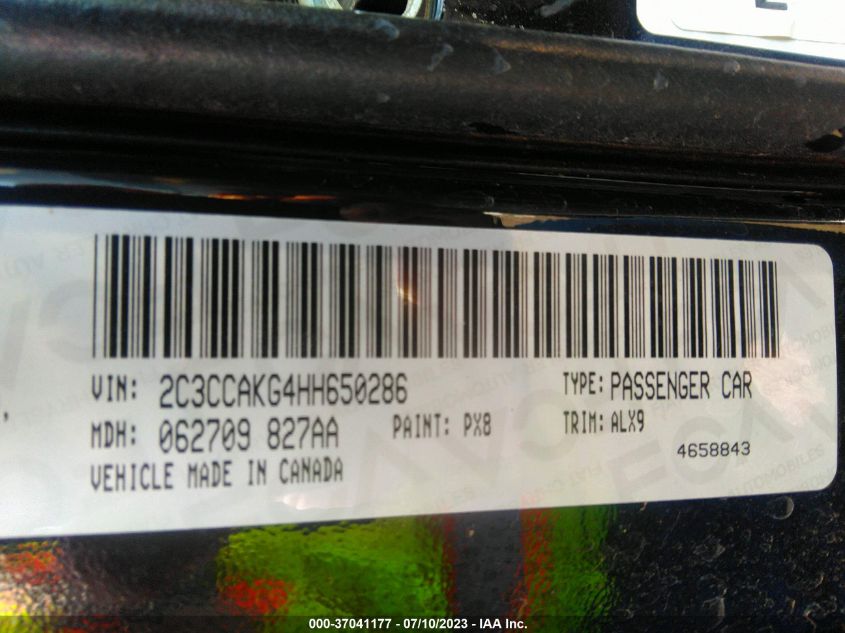 VIN: 2C3CCAKG4HH650286 TYPE: PASSENGER CAR
MDH: 062709 827AA PAINT: PX8 TRIM: ALX9
4658843
VEHICLE MADE IN CANADA
000-37041177 - 07/10/2023 - IAA Inc.